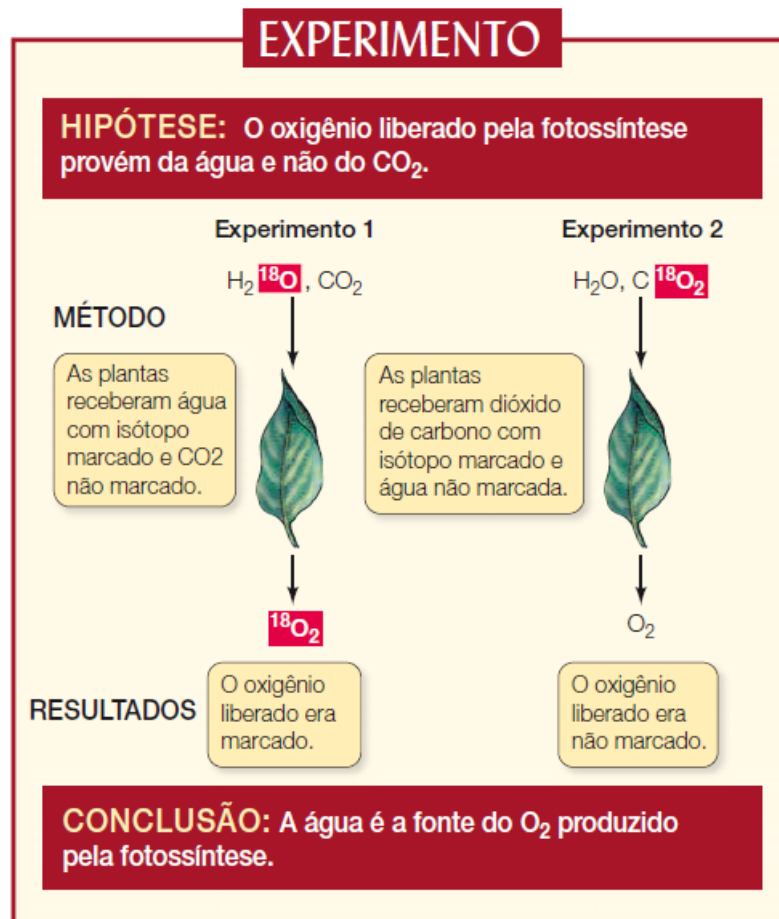 EXPERIMENTO
HIPÓTESE: O oxigênio liberado pela fotossíntese
provém da água e não do CO₂.
Experimento 1
H₂ ¹⁸O , CO₂
MÉTODO
As plantas
receberam água
com isótopo
marcado e CO2
não marcado.
¹⁸O₂
RESULTADOS
O oxigênio
liberado era
marcado.
Experimento 2
H₂O, C ¹⁸O₂
As plantas
receberam dióxido
de carbono com
isótopo marcado e
água não marcada.
O₂
O oxigênio
liberado era
não marcado.
CONCLUSÃO: A água é a fonte do O₂ produzido
pela fotossíntese.